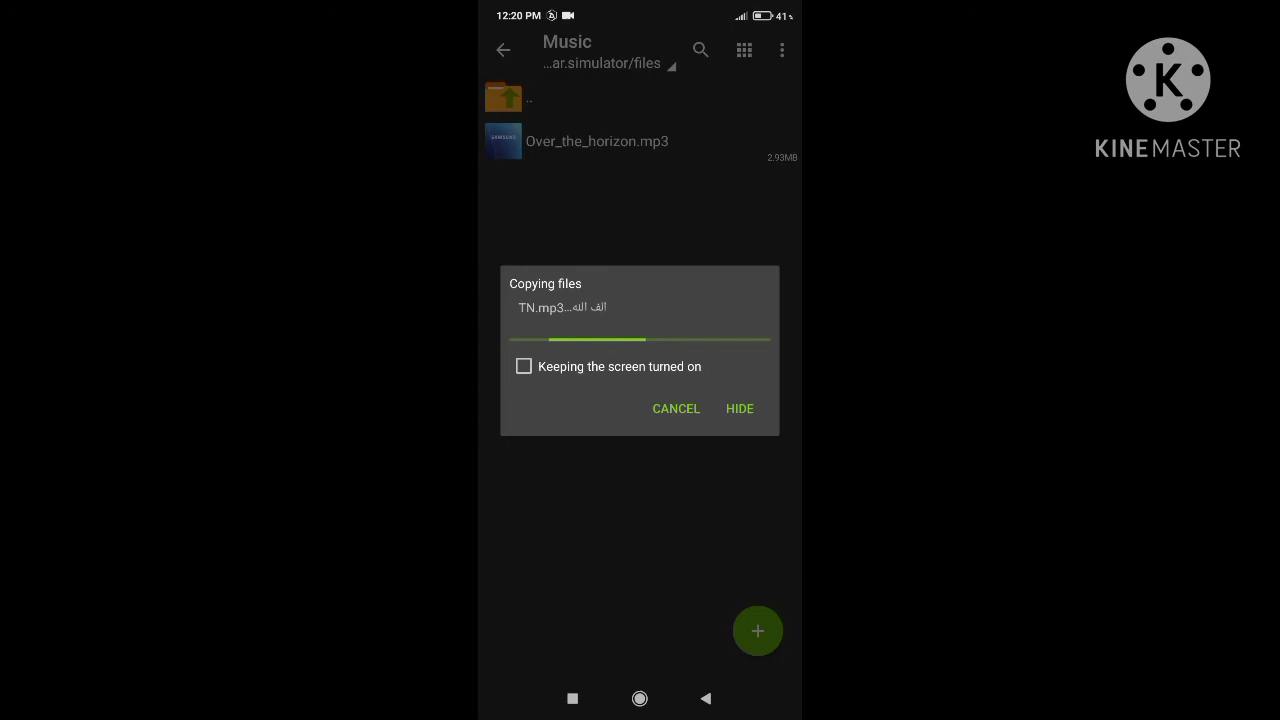 12:20 PM
41%
Music
...ar.simulator/files
..
SAMSUNG
Over_the_horizon.mp3
2.93MB
Copying files
TN.mp3...الف الله
Keeping the screen turned on
CANCEL
HIDE
K
KINEMASTER